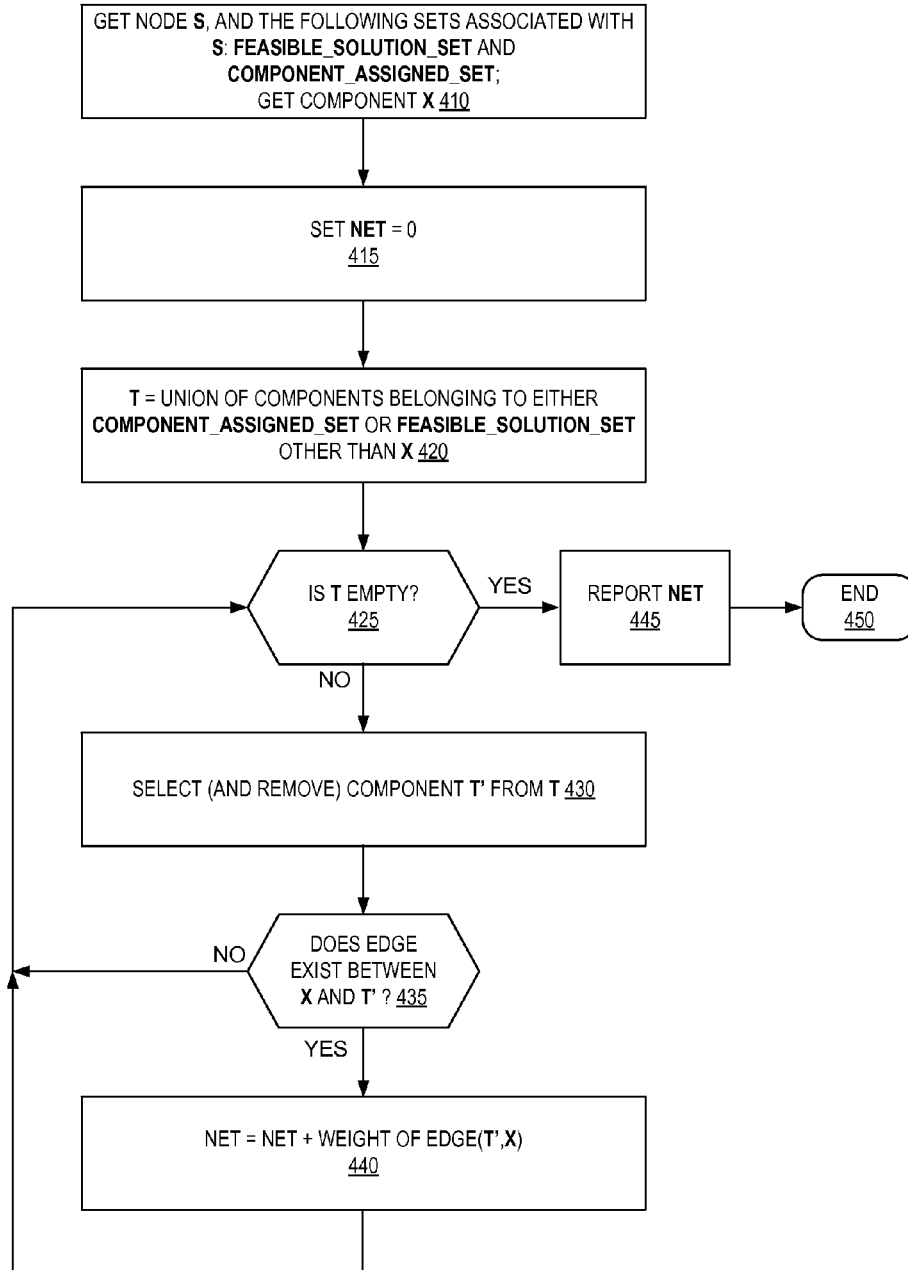 GET NODE S, AND THE FOLLOWING SETS ASSOCIATED WITH
S: FEASIBLE_SOLUTION_SET AND
COMPONENT_ASSIGNED_SET;
GET COMPONENT X 410
SET NET = 0
415
T = UNION OF COMPONENTS BELONGING TO EITHER
COMPONENT_ASSIGNED_SET OR FEASIBLE_SOLUTION_SET
OTHER THAN X 420
IS T EMPTY?
425
YES
REPORT NET
445
END
450
NO
SELECT (AND REMOVE) COMPONENT T' FROM T 430
NO
DOES EDGE
EXIST BETWEEN
X AND T' ? 435
YES
NET = NET + WEIGHT OF EDGE(T',X)
440